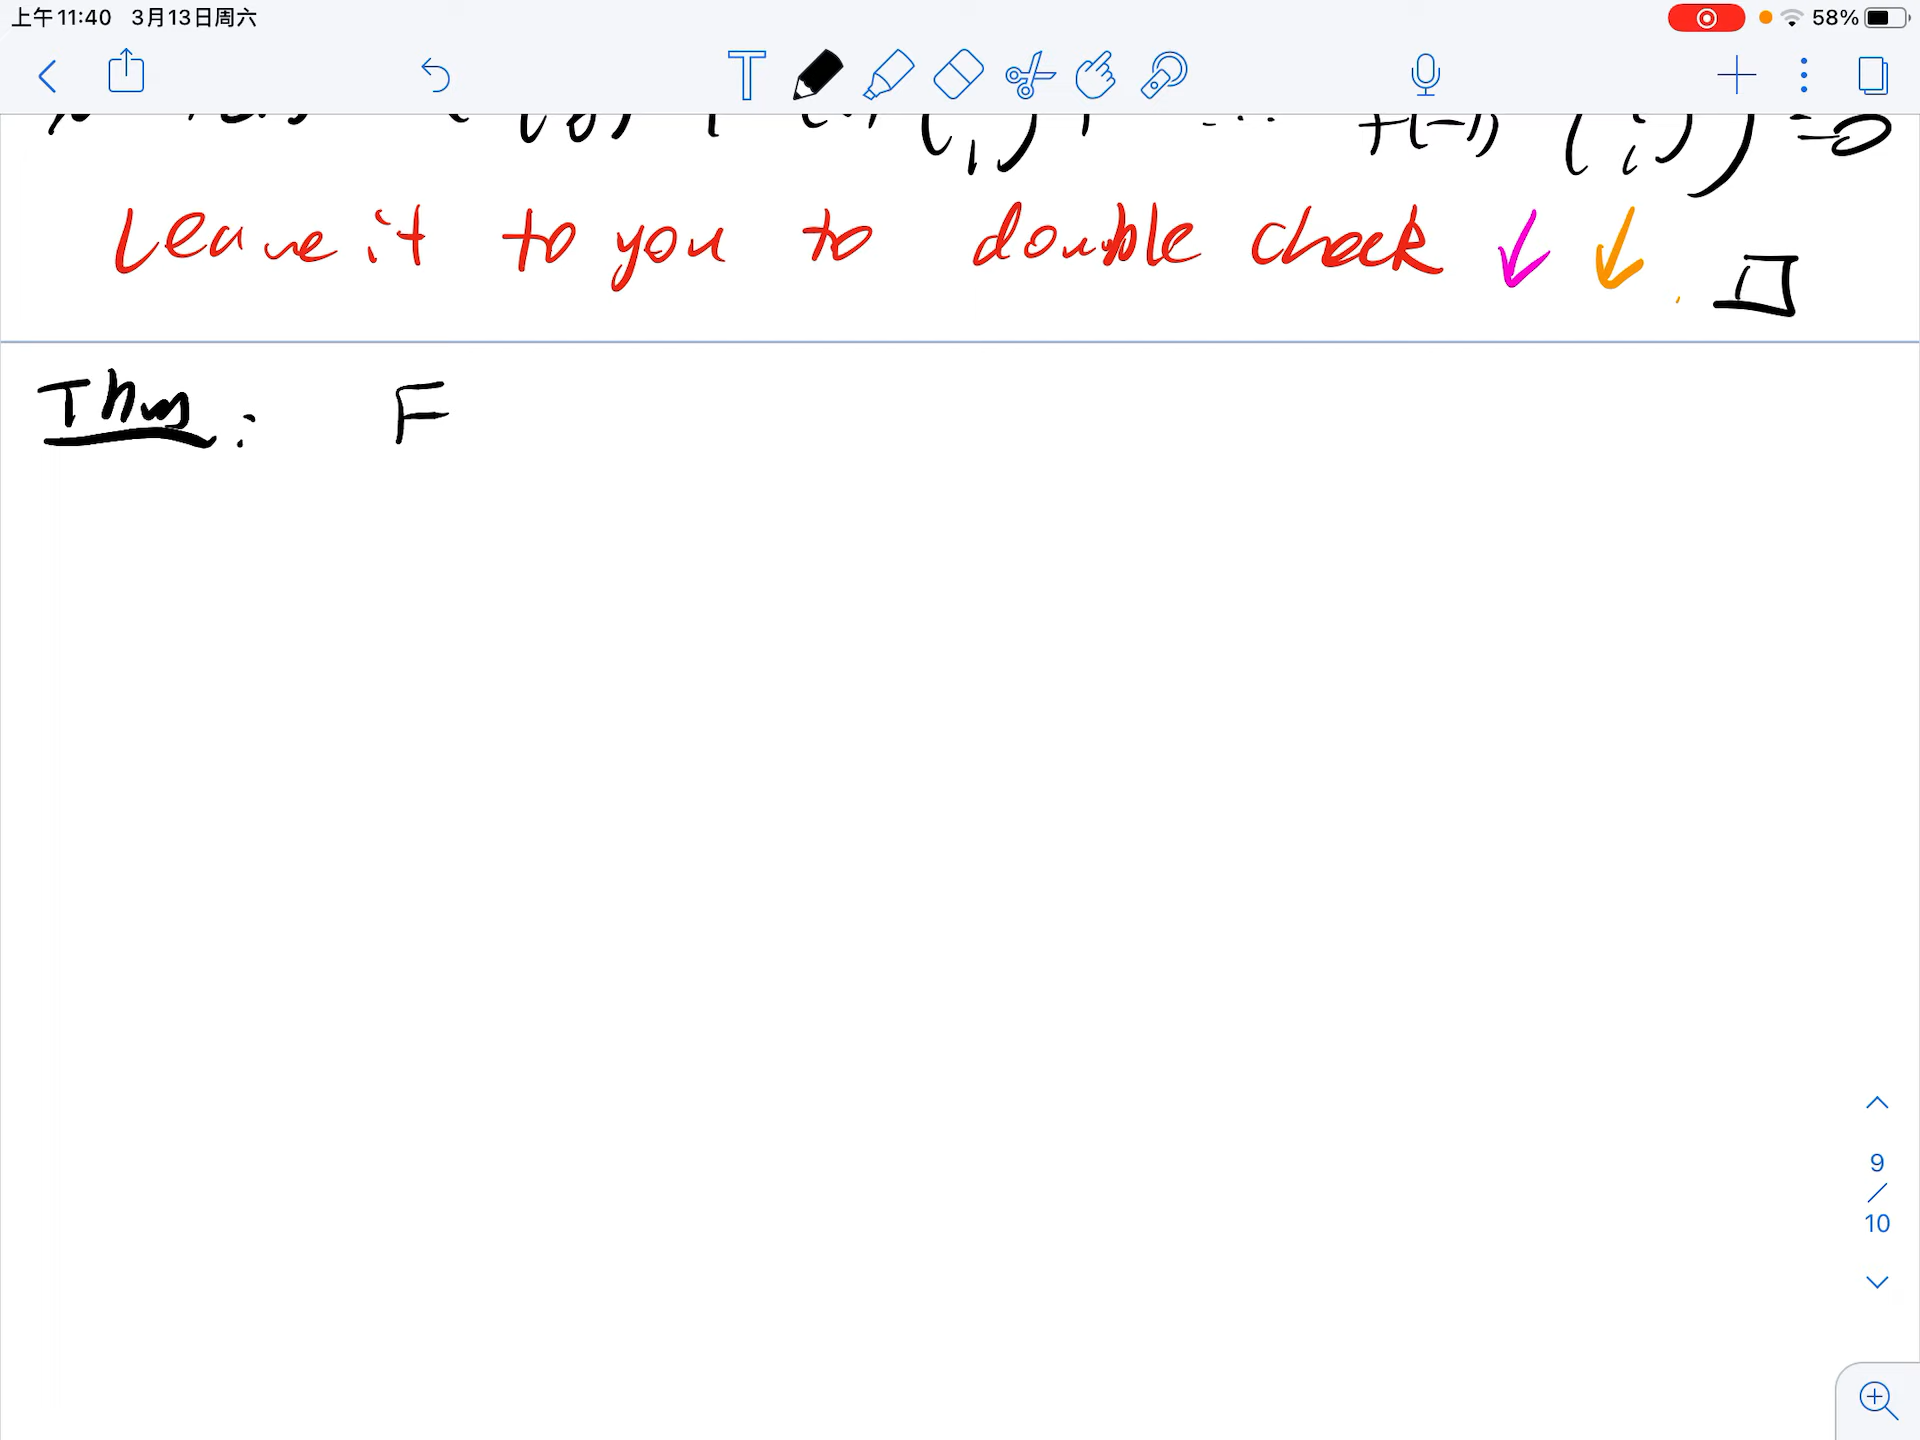 上午11:40 3月13日周六 58%
=0
Leave it to you to double check
Thm: F
9
/
10